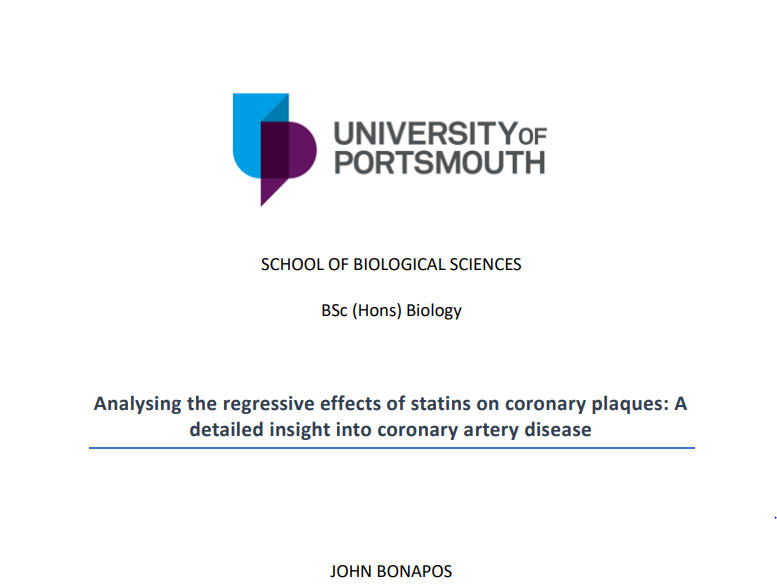 UNIVERSITY OF
PORTSMOUTH
SCHOOL OF BIOLOGICAL SCIENCES
BSc (Hons) Biology
Analysing the regressive effects of statins on coronary plaques: A
detailed insight into coronary artery disease
.
JOHN BONAPOS